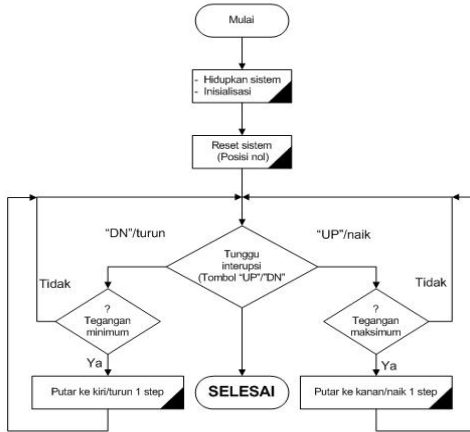 Mulai
- Hidupkan sistem
- Inisialisasi
Reset sistem
(Posisi nol)
"DN"/turun
"UP"/naik
Tunggu
interupsi
(Tombol "UP"/"DN"
Tidak
Tidak
?
Tegangan
minimum
?
Tegangan
maksimum
Ya
Ya
Putar ke kiri/turun 1 step
SELESAI
Putar ke kanan/naik 1 step